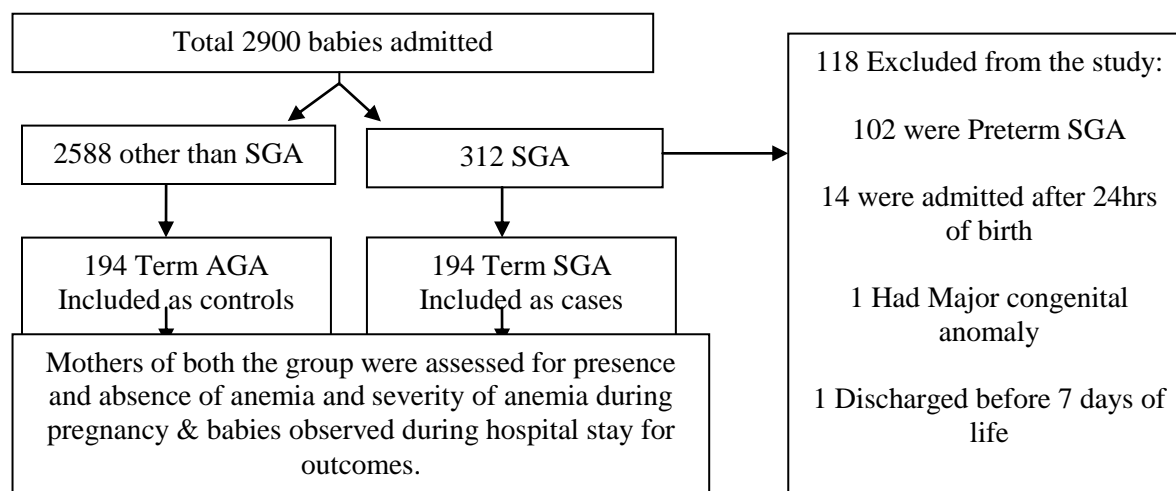 Total 2900 babies admitted
2588 other than SGA
312 SGA
194 Term AGA
Included as controls
194 Term SGA
Included as cases
Mothers of both the group were assessed for presence
and absence of anemia and severity of anemia during
pregnancy & babies observed during hospital stay for
outcomes.
118 Excluded from the study:
102 were Preterm SGA
14 were admitted after 24hrs
of birth
1 Had Major congenital
anomaly
1 Discharged before 7 days of
life